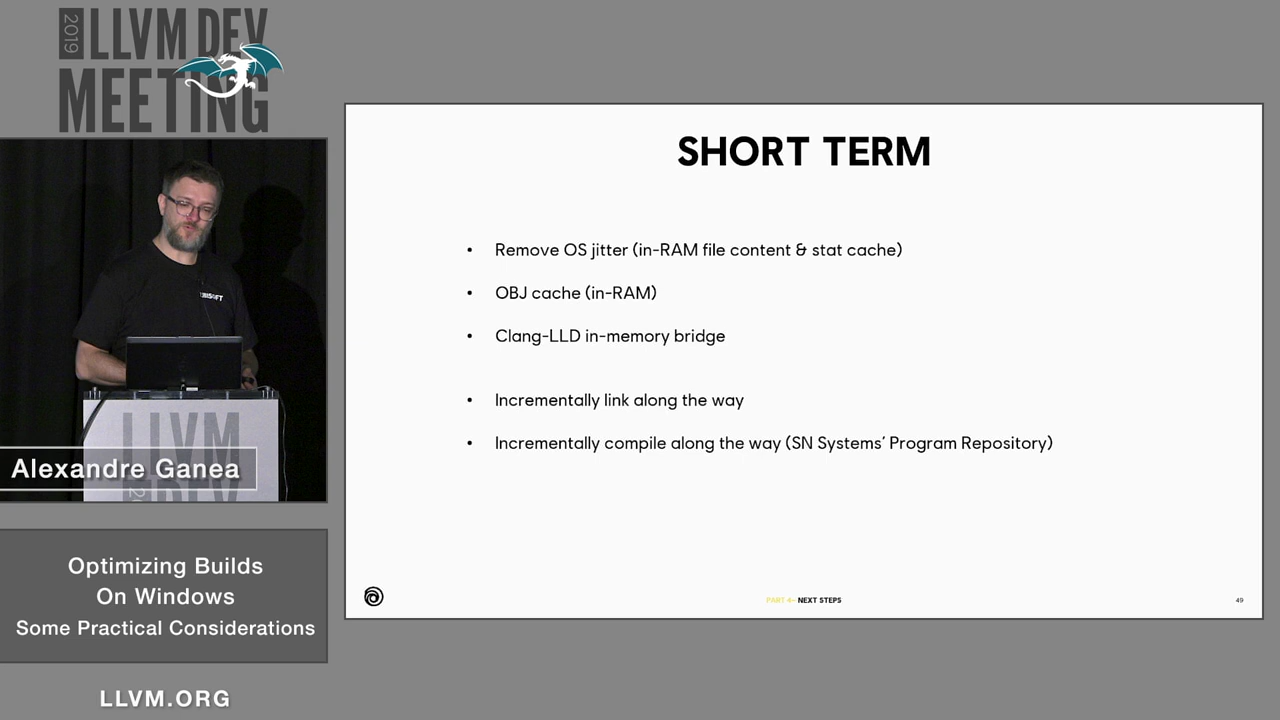 2019
LLVM DEV
MEETING
Alexandre Ganea
Optimizing Builds
On Windows
Some Practical Considerations
LLVM.ORG
SHORT TERM
• Remove OS jitter (in-RAM file content & stat cache)
• OBJ cache (in-RAM)
• Clang-LLD in-memory bridge
• Incrementally link along the way
• Incrementally compile along the way (SN Systems' Program Repository)
PART 4– NEXT STEPS
49
LLVM